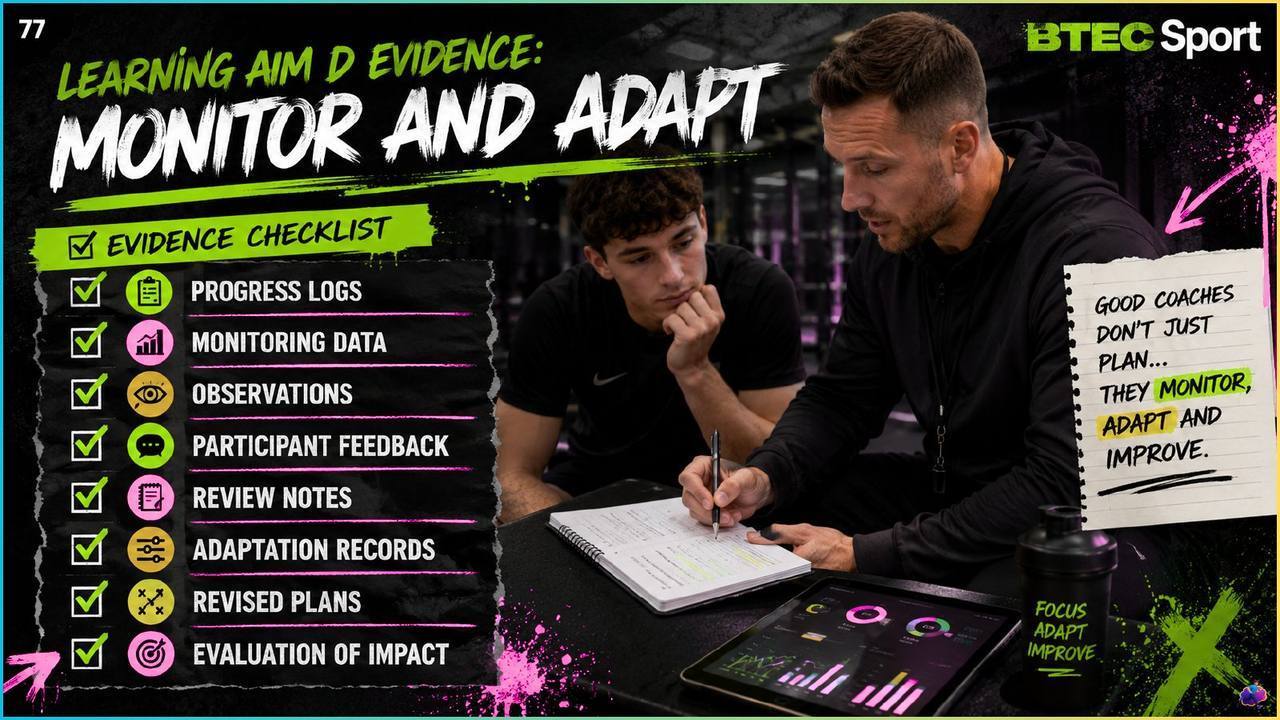 77
BTEC Sport
LEARNING AIM D EVIDENCE:
MONITOR AND ADAPT
EVIDENCE CHECKLIST
PROGRESS LOGS
MONITORING DATA
OBSERVATIONS
PARTICIPANT FEEDBACK
REVIEW NOTES
ADAPTATION RECORDS
REVISED PLANS
EVALUATION OF IMPACT
GOOD COACHES
DON'T JUST
PLAN...
THEY MONITOR,
ADAPT AND
IMPROVE.
FOCUS
ADAPT
IMPROVE